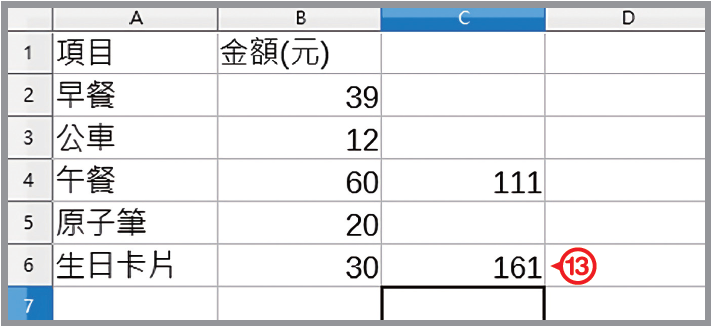 A B C D
1 項目 金額(元)
2 早餐 39
3 公車 12
4 午餐 60 111
5 原子筆 20
6 生日卡片 30 161 13
7